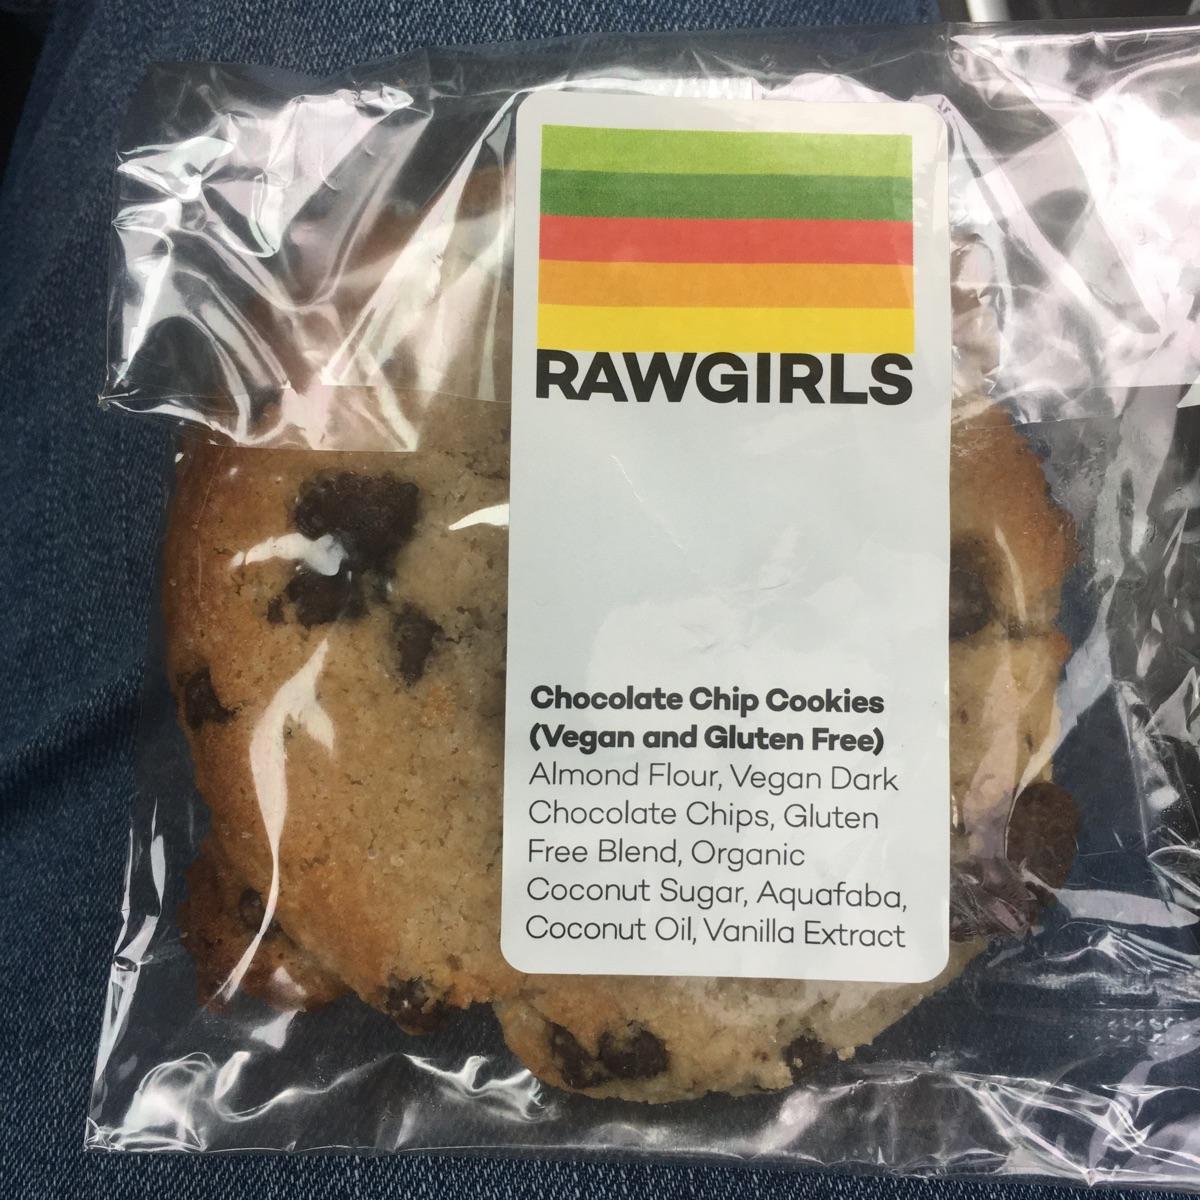 RAWGIRLS
Chocolate Chip Cookies
(Vegan and Gluten Free)
Almond Flour, Vegan Dark
Chocolate Chips, Gluten
Free Blend, Organic
Coconut Sugar, Aquafaba,
Coconut Oil, Vanilla Extract